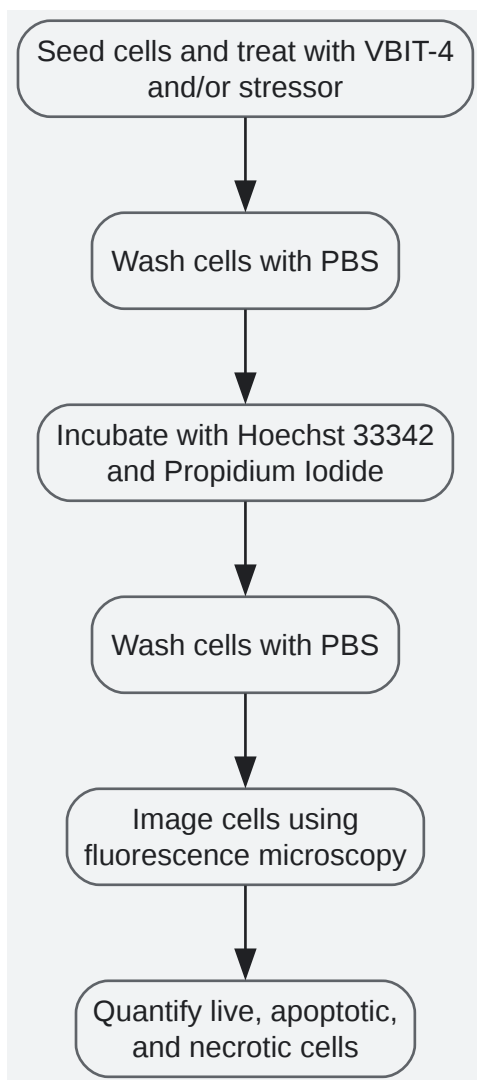 Seed cells and treat with VBIT-4
and/or stressor
Wash cells with PBS
Incubate with Hoechst 33342
and Propidium Iodide
Wash cells with PBS
Image cells using
fluorescence microscopy
Quantify live, apoptotic,
and necrotic cells